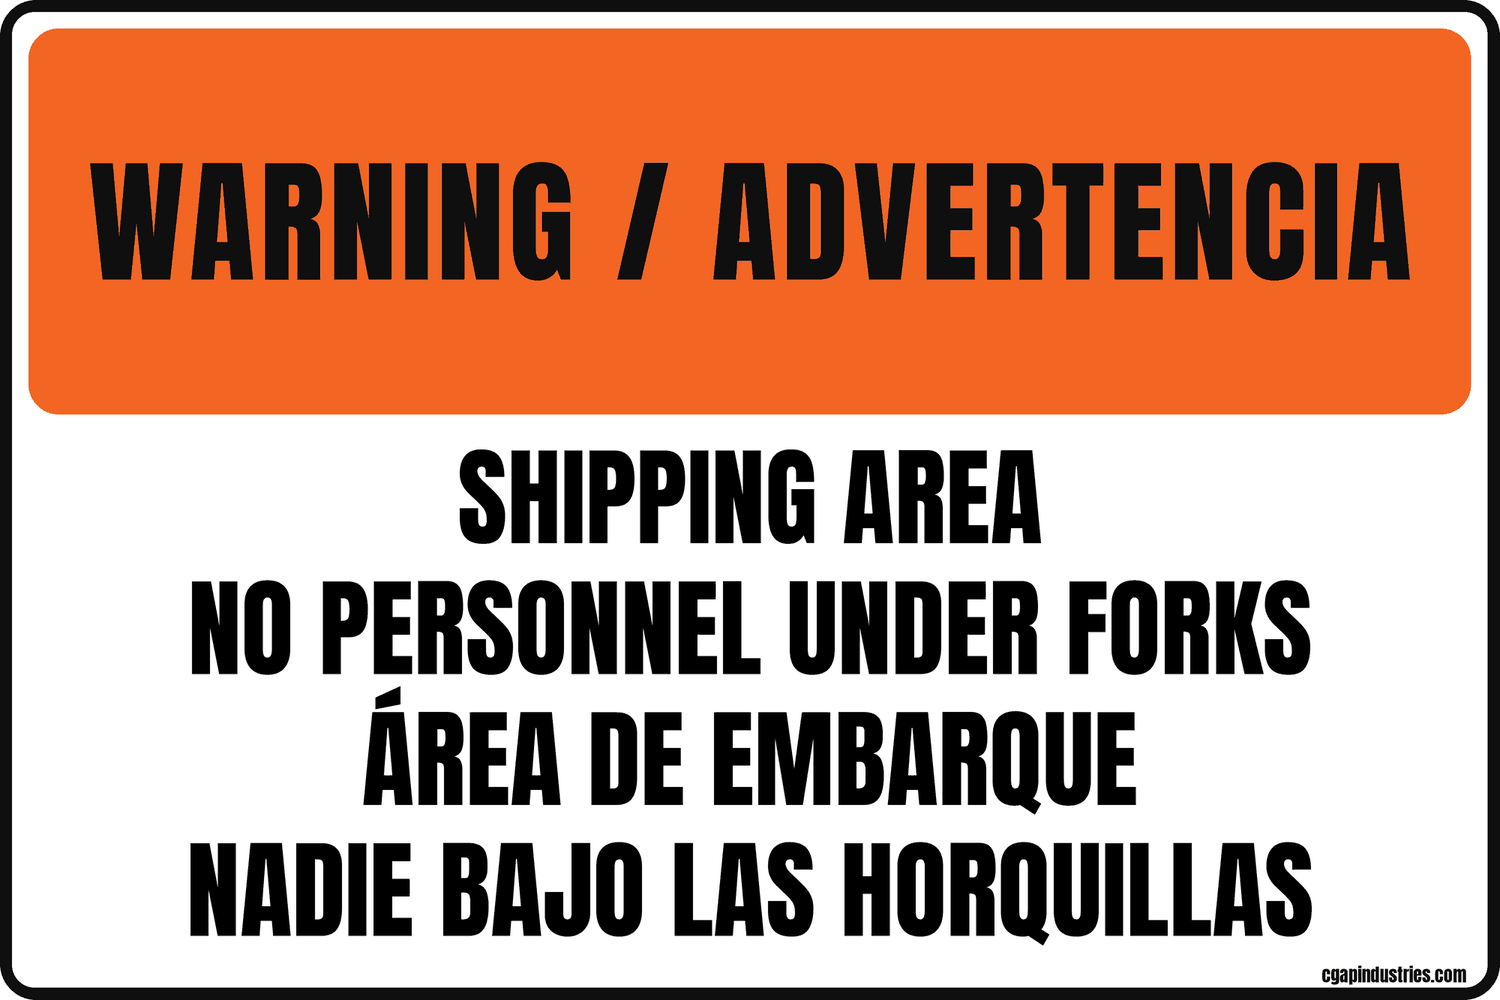 WARNING / ADVERTENCIA
SHIPPING AREA
NO PERSONNEL UNDER FORKS
ÁREA DE EMBARQUE
NADIE BAJO LAS HORQUILLAS
cgapindustries.com